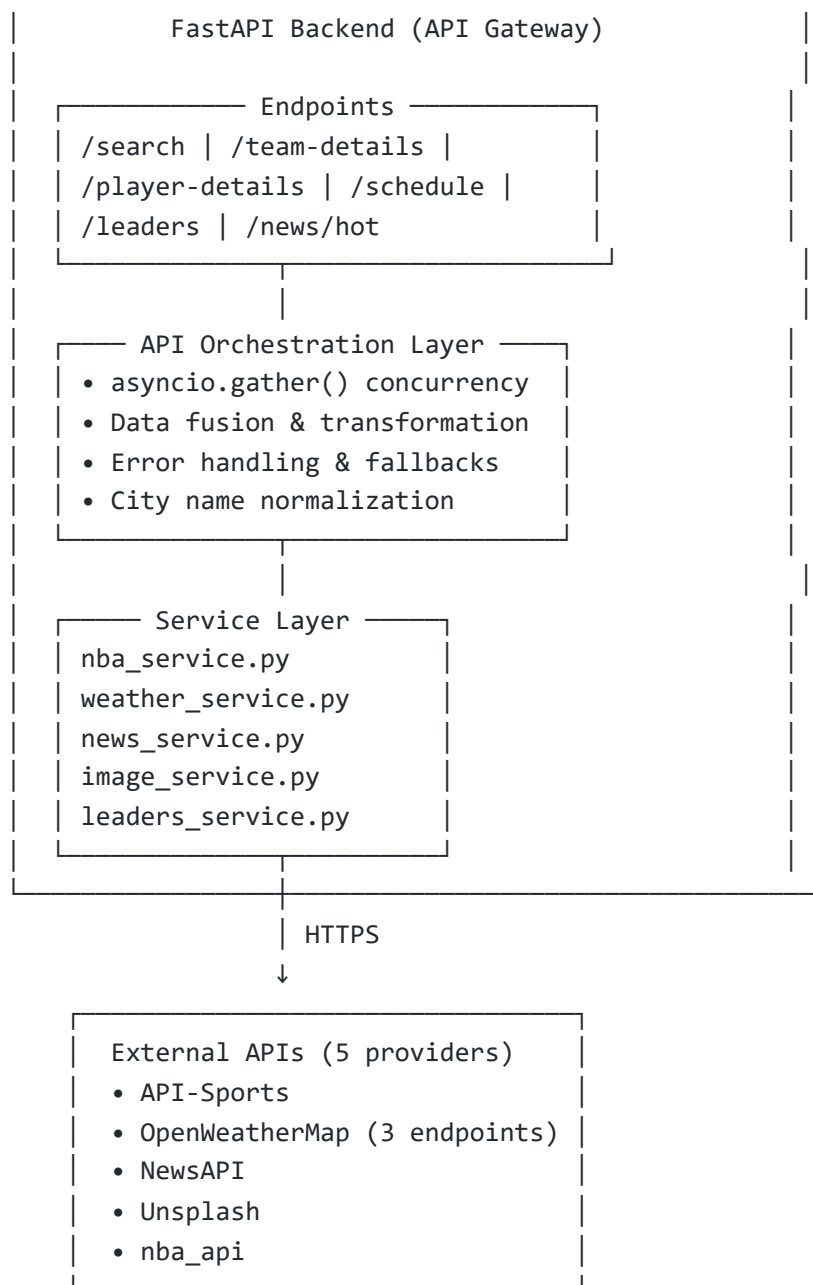 FastAPI Backend (API Gateway)
Endpoints
/search | /team-details |
/player-details | /schedule |
/leaders | /news/hot
API Orchestration Layer
• asyncio.gather() concurrency
• Data fusion & transformation
• Error handling & fallbacks
• City name normalization
Service Layer
nba_service.py
weather_service.py
news_service.py
image_service.py
leaders_service.py
HTTPS
↓
External APIs (5 providers)
• API-Sports
• OpenWeatherMap (3 endpoints)
• NewsAPI
• Unsplash
• nba_api